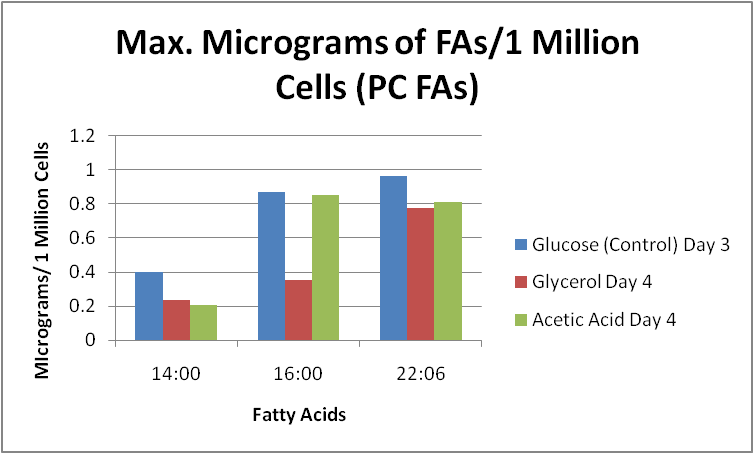 Max. Micrograms of FAs/1 Million
Cells (PC FAs)
MIcrograms/ 1 Million Cells
1.2
1
0.8
0.6
0.4
0.2
0
14:00
16:00
22:06
Fatty Acids
Glucose (Control) Day 3
Glycerol Day 4
Acetic Acid Day 4